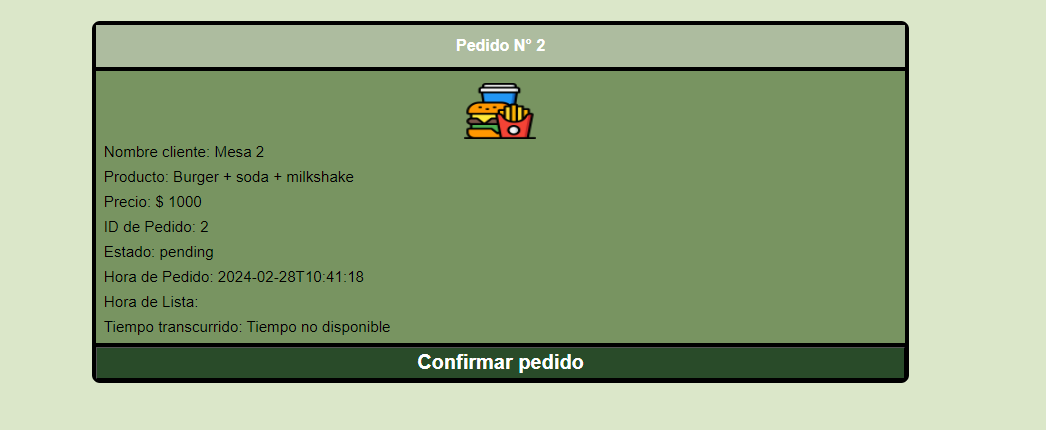 Pedido N° 2
Nombre cliente: Mesa 2
Producto: Burger + soda + milkshake
Precio: $ 1000
ID de Pedido: 2
Estado: pending
Hora de Pedido: 2024-02-28T10:41:18
Hora de Lista:
Tiempo transcurrido: Tiempo no disponible
Confirmar pedido